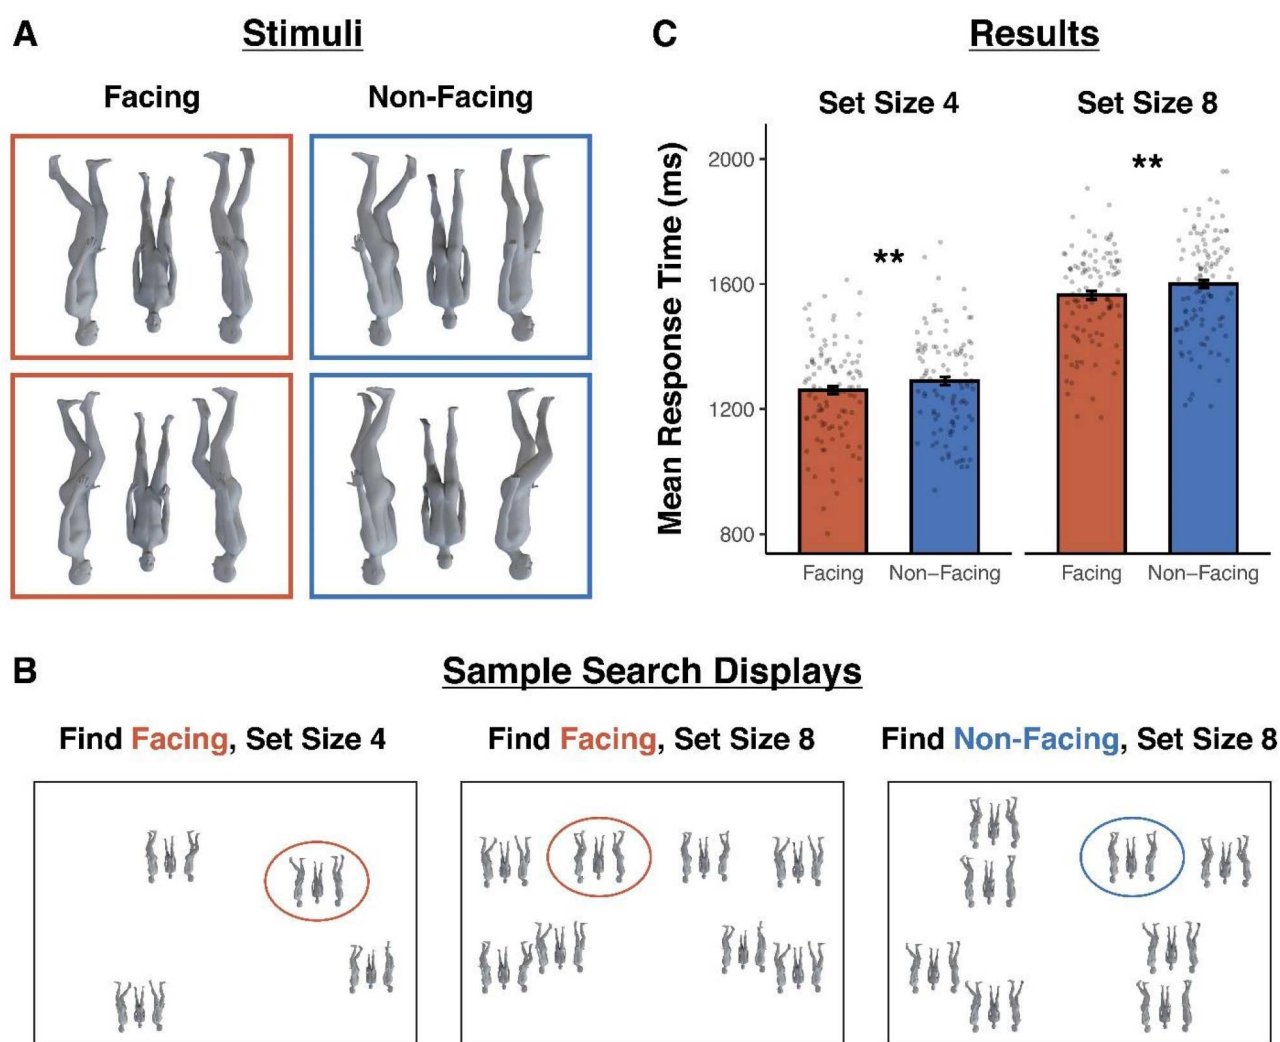 A
Stimuli
Facing
Non-Facing
C
Results
Set Size 4
Set Size 8
Mean Response Time (ms)
2000
1600
1200
800
**
**
Facing
Non–Facing
Facing
Non–Facing
B
Sample Search Displays
Find Facing, Set Size 4
Find Facing, Set Size 8
Find Non-Facing, Set Size 8